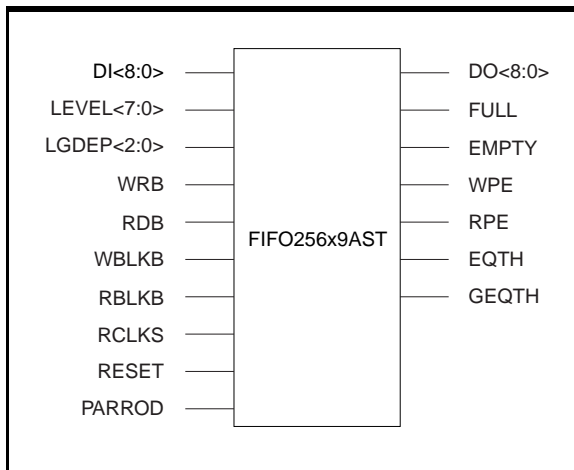 DI<8:0>
LEVEL<7:0>
LGDEP<2:0>
WRB
RDB
WBLKB
RBLKB
RCLKS
RESET
PARROD
FIFO256x9AST
DO<8:0>
FULL
EMPTY
WPE
RPE
EQTH
GEQTH